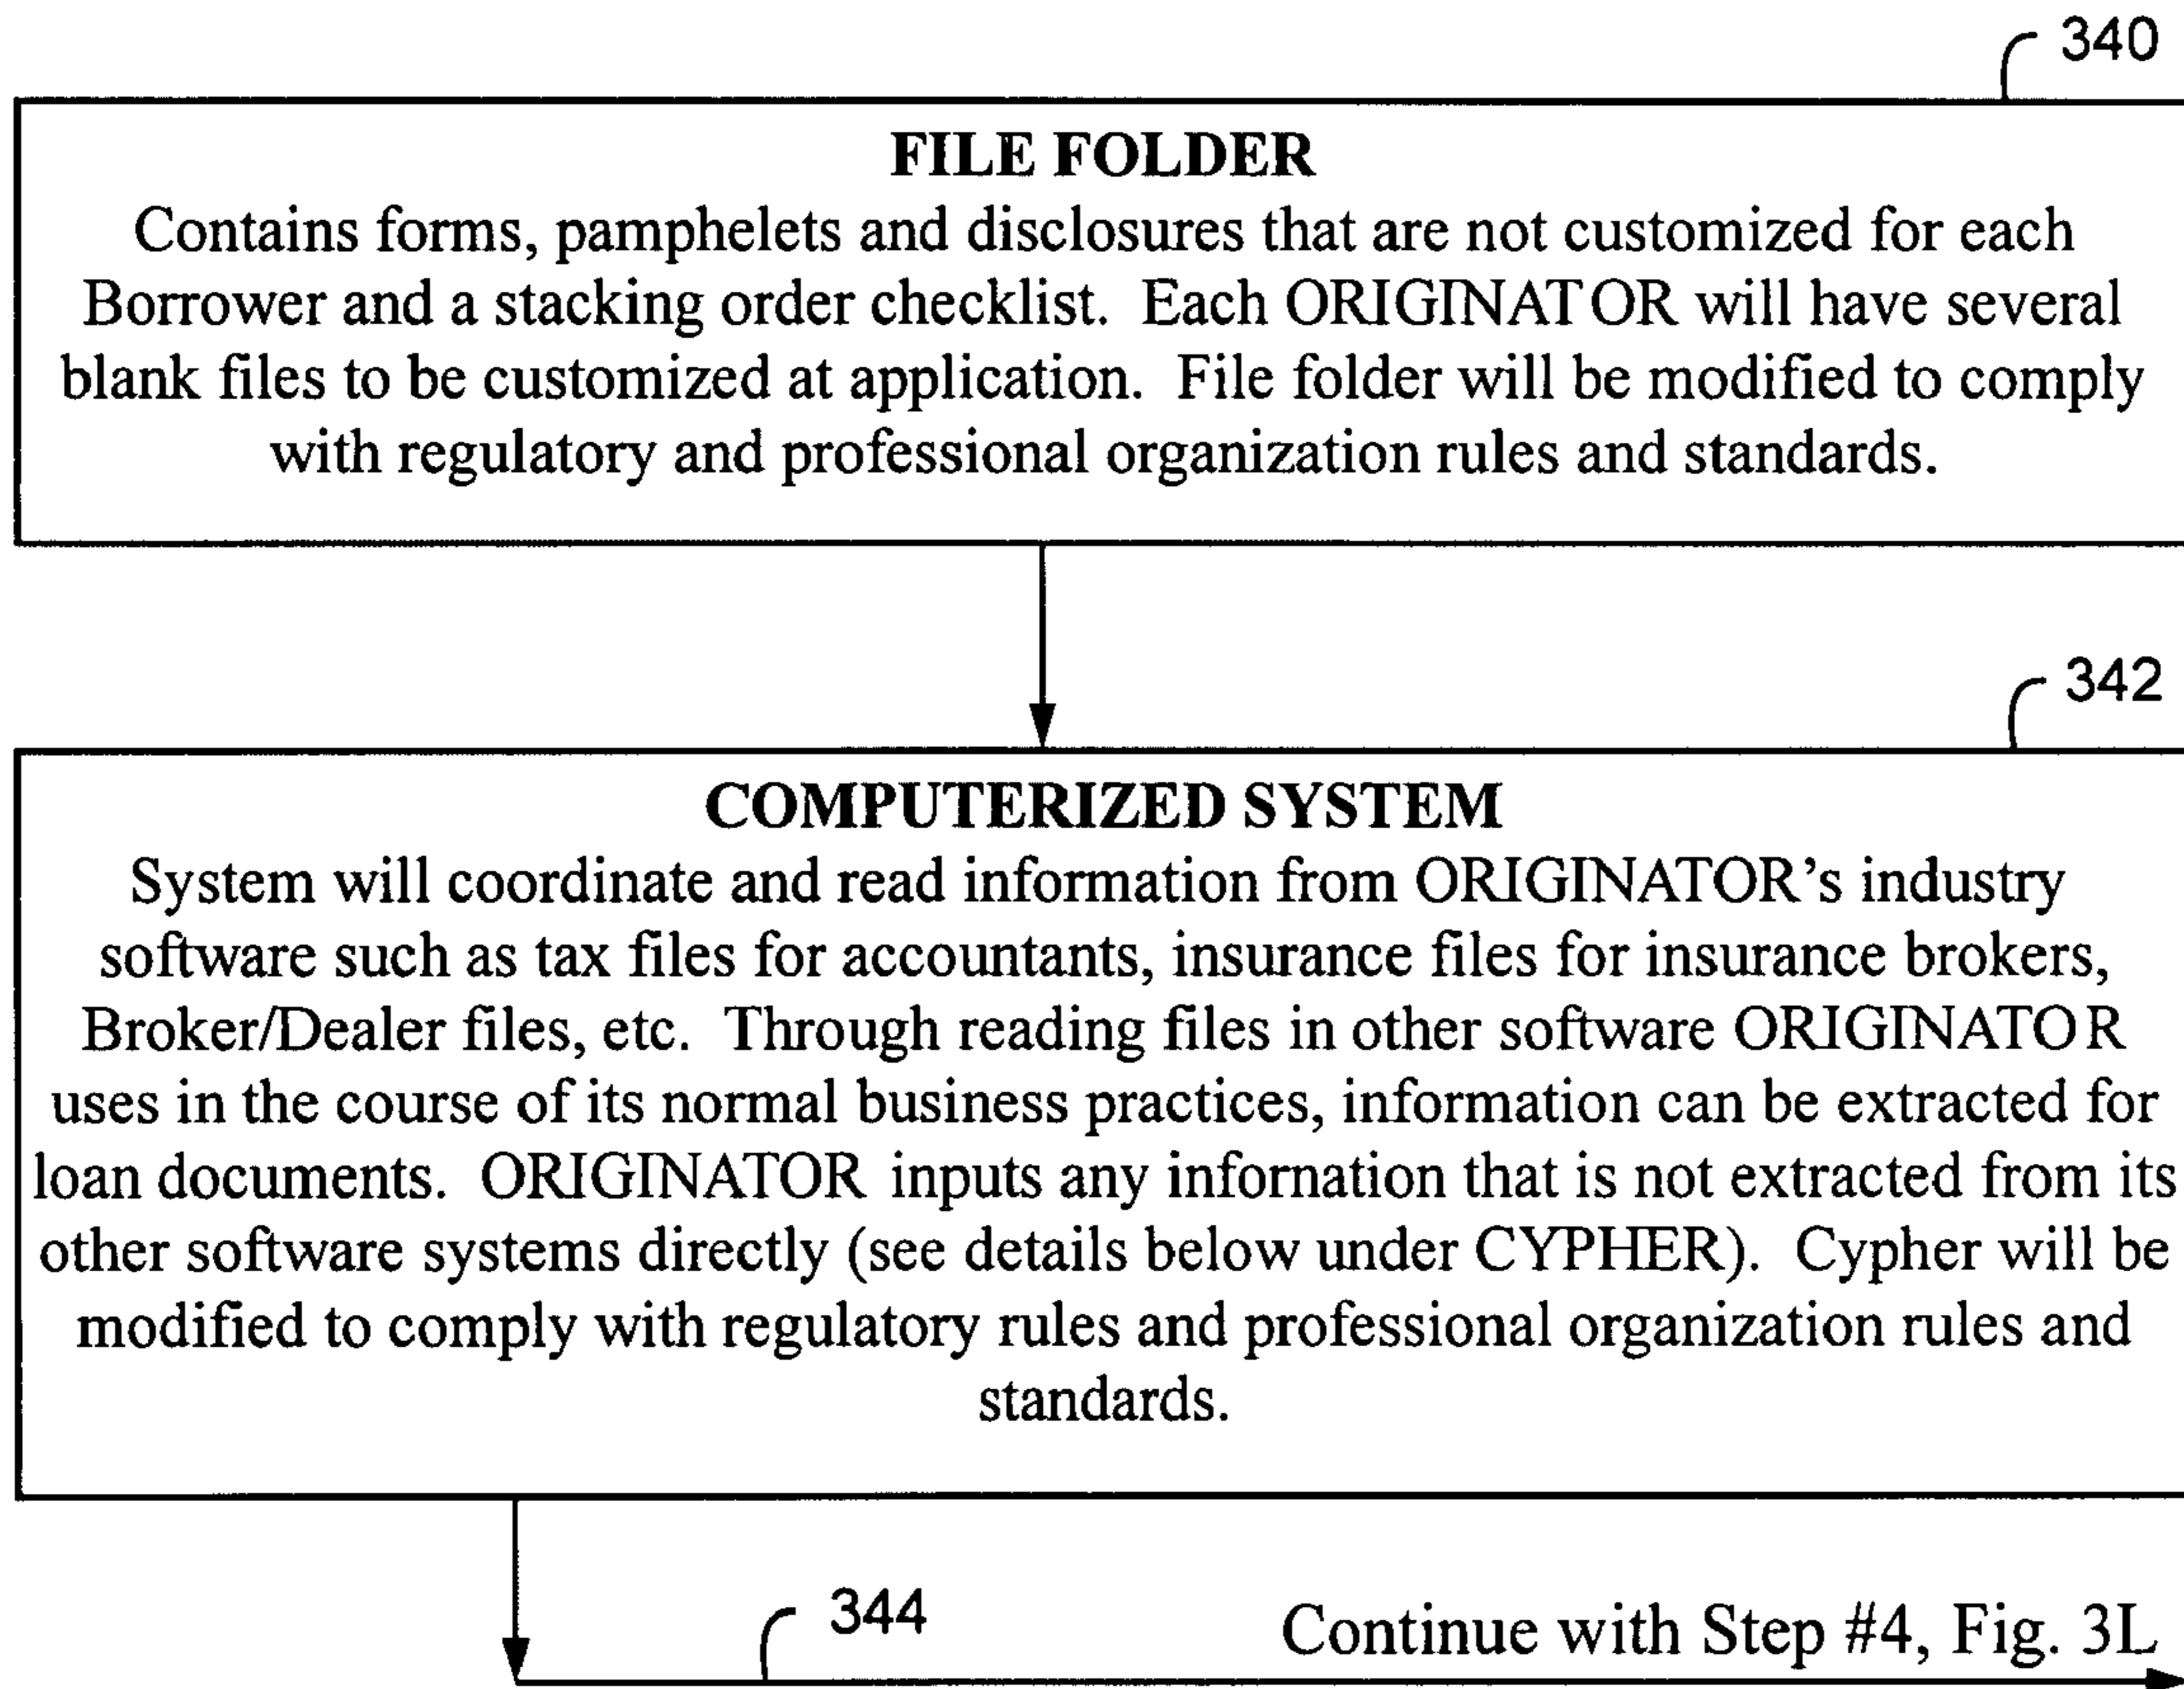 340
FILE FOLDER
Contains forms, pamphelets and disclosures that are not customized for each
Borrower and a stacking order checklist. Each ORIGINATOR will have several
blank files to be customized at application. File folder will be modified to comply
with regulatory and professional organization rules and standards.
342
COMPUTERIZED SYSTEM
System will coordinate and read information from ORIGINATOR's industry
software such as tax files for accountants, insurance files for insurance brokers,
Broker/Dealer files, etc. Through reading files in other software ORIGINATOR
uses in the course of its normal business practices, information can be extracted for
loan documents. ORIGINATOR inputs any infornation that is not extracted from its
other software systems directly (see details below under CYPHER). Cypher will be
modified to comply with regulatory rules and professional organization rules and
standards.
344
Continue with Step #4, Fig. 3L